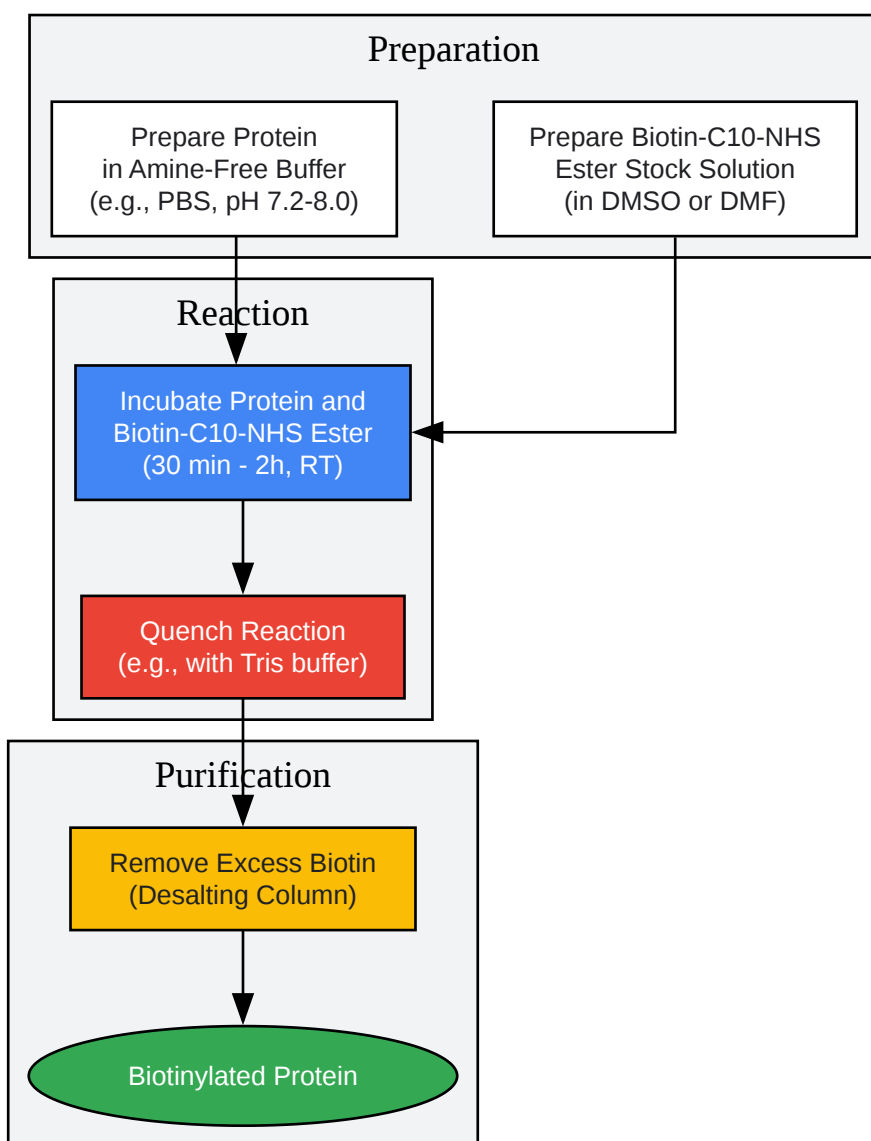 Preparation
Prepare Protein
in Amine-Free Buffer
(e.g., PBS, pH 7.2-8.0)
Prepare Biotin-C10-NHS
Ester Stock Solution
(in DMSO or DMF)
Reaction
Incubate Protein and
Biotin-C10-NHS Ester
(30 min - 2h, RT)
Quench Reaction
(e.g., with Tris buffer)
Purification
Remove Excess Biotin
(Desalting Column)
Biotinylated Protein